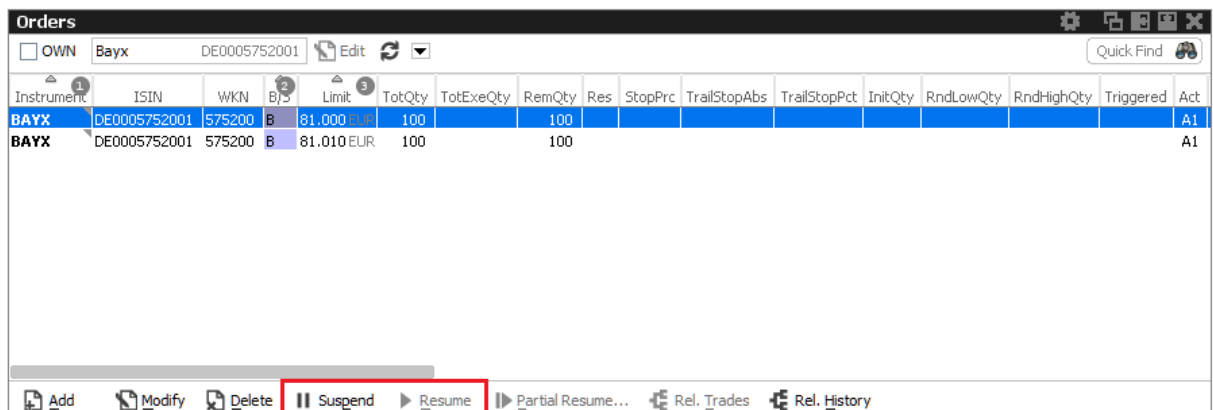 Orders
OWN Bayx DE0005752001 Edit Quick Find
1 2 3
Instrument ISIN WKN B/S Limit TotQty TotExeQty RemQty Res StopPrc TrailStopAbs TrailStopPct InitQty RndLowQty RndHighQty Triggered Act
BAYX DE0005752001 575200 B 81.000 EUR 100 100 A1
BAYX DE0005752001 575200 B 81.010 EUR 100 100 A1
Add Modify Delete Suspend Resume Partial Resume... Rel. Trades Rel. History